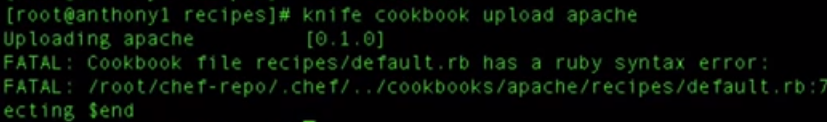 [root@anthony1 recipes]# knife cookbook upload apache
Uploading apache [0.1.0]
FATAL: Cookbook file recipes/default.rb has a ruby syntax error:
FATAL: /root/chef-repo/.chef/../cookbooks/apache/recipes/default.rb:7
ecting $end